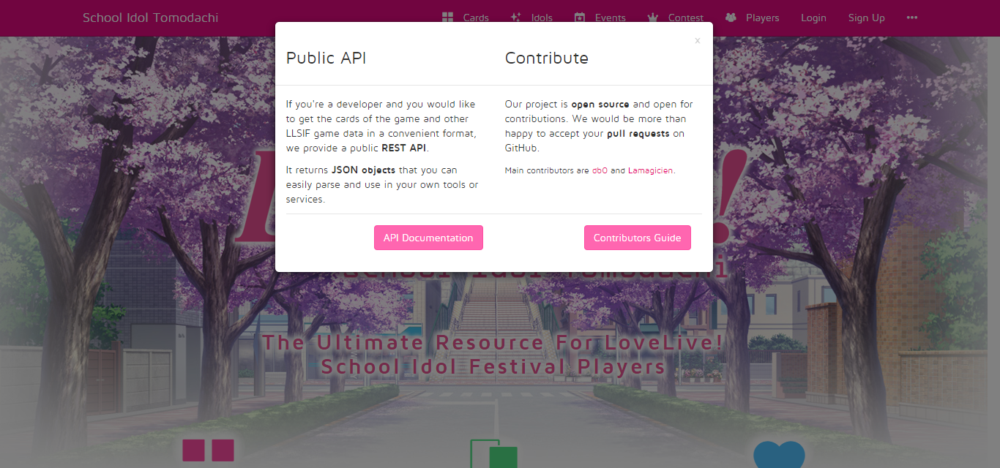 School Idol Tomodachi
Cards
Idols
Events
Contest
Players
Login
Sign Up
x
Public API
If you're a developer and you would like
to get the cards of the game and other
LLSIF game data in a convenient format,
we provide a public REST API.
It returns JSON objects that you can
easily parse and use in your own tools or
services.
API Documentation
Contribute
Our project is open source and open for
contributions. We would be more than
happy to accept your pull requests on
GitHub.
Main contributors are db0 and Lamagicien.
Contributors Guide
School Idol Tomodachi
The Ultimate Resource For LoveLive!
School Idol Festival Players